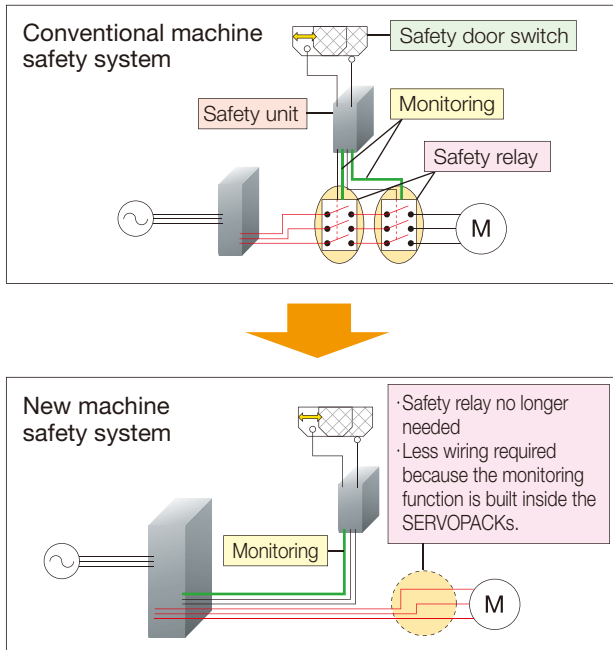 Conventional machine
safety system
Safety door switch
Monitoring
Safety unit
Safety relay
M
New machine
safety system
·Safety relay no longer
needed
·Less wiring required
because the monitoring
function is built inside the
SERVOPACKs.
Monitoring
M